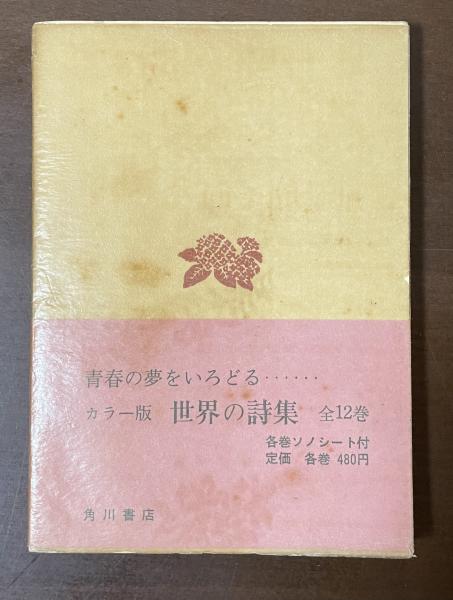 青春の夢をいろどる‥‥‥
カラー版 世界の詩集 全12巻
各巻ソノシート付
定価 各巻 480円
角川書店